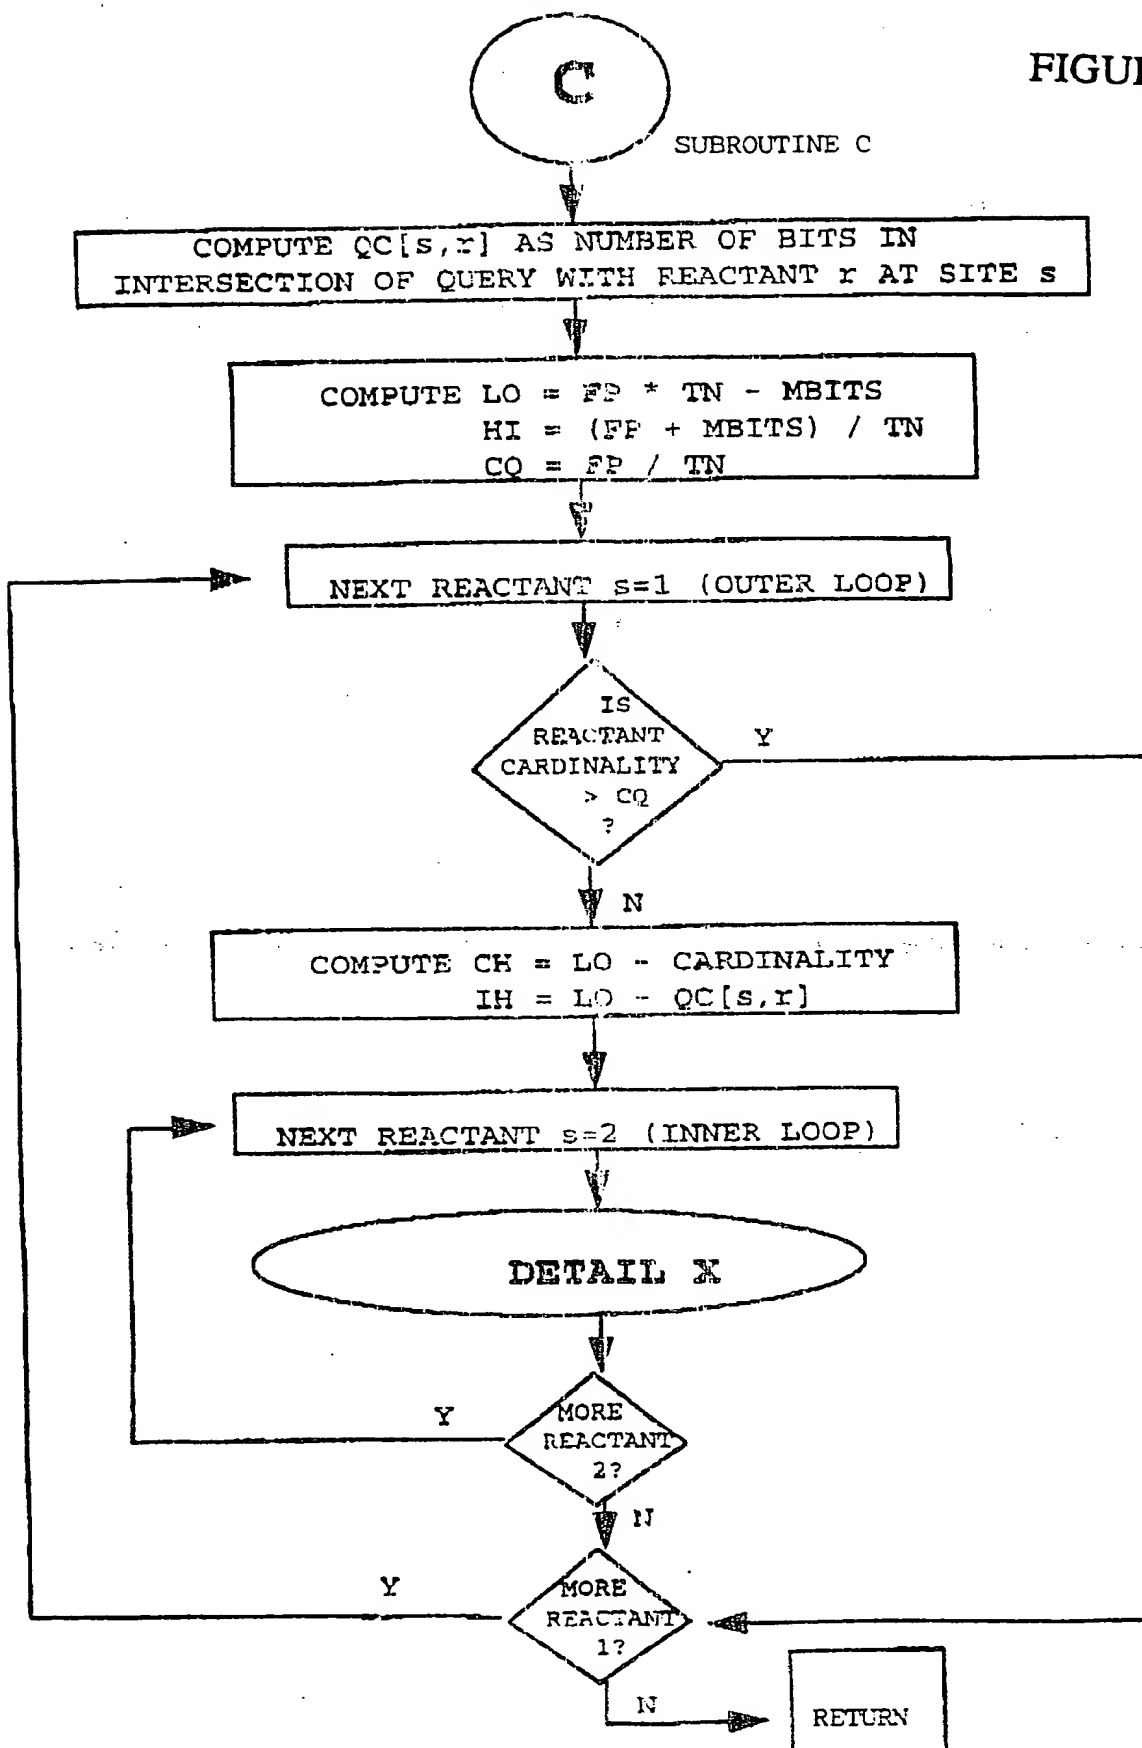 C
FIGUR
SUBROUTINE C
COMPUTE QC[s,r] AS NUMBER OF BITS IN
INTERSECTION OF QUERY WITH REACTANT r AT SITE s
COMPUTE LO = FP * TN - MBITS
HI = (FP + MBITS) / TN
CQ = FP / TN
NEXT REACTANT s=1 (OUTER LOOP)
IS
REACTANT
CARDINALITY
> CQ
?
Y
N
COMPUTE CH = LO - CARDINALITY
IH = LO - QC[s,r]
NEXT REACTANT s=2 (INNER LOOP)
DETAIL X
MORE
REACTANT
2?
Y
N
MORE
REACTANT
1?
Y
N
RETURN